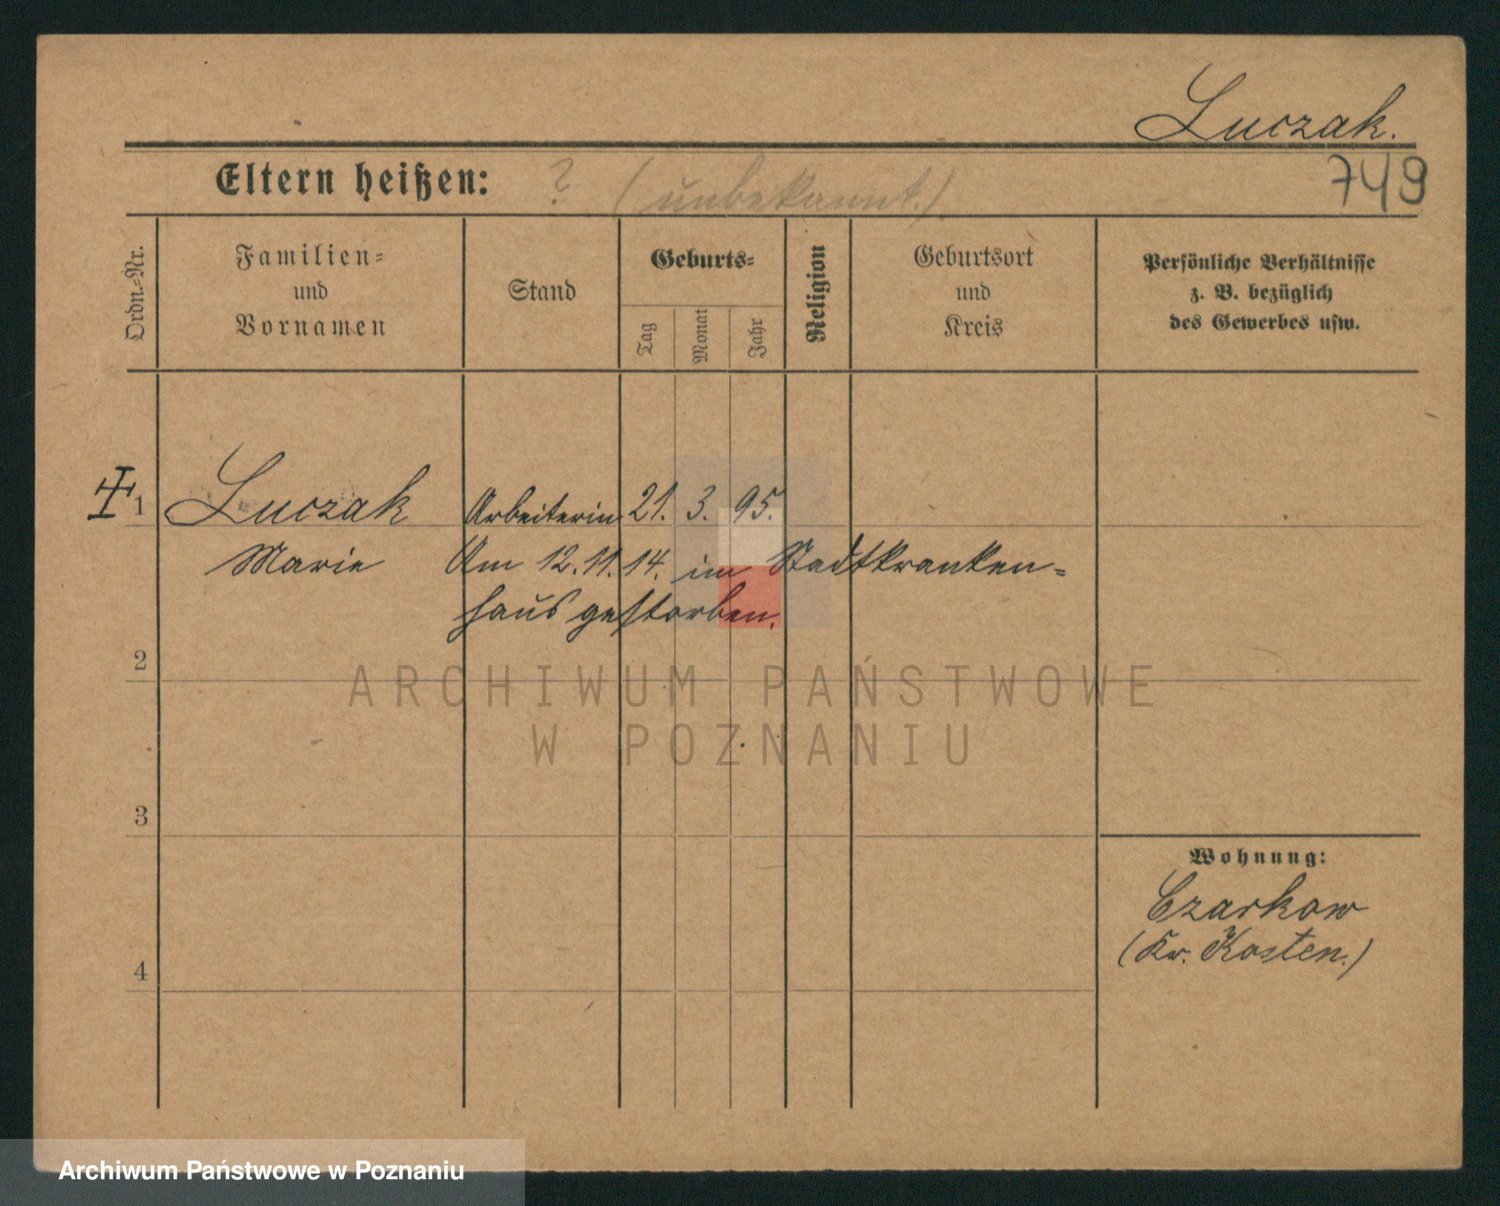 Luczak.
Eltern heißen: ? (unbekannt.)
749
Ordn.=Nr.
Familien=
und
Vornamen
Stand
Geburts=
Tag
Monat
Jahr
Religion
Geburtsort
und
Kreis
Persönliche Verhältnisse
z. B. bezüglich
des Gewerbes usw.
1 Luczak Arbeiterin 21. 3. 95.
Marie Am 12.11.14. im Stadtkranken=
haus gestorben.
2
ARCHIWUM PAŃSTWOWE
W POZNANIU
3
Wohnung:
Czarkow
(Kr. Kosten.)
4
Archiwum Państwowe w Poznaniu